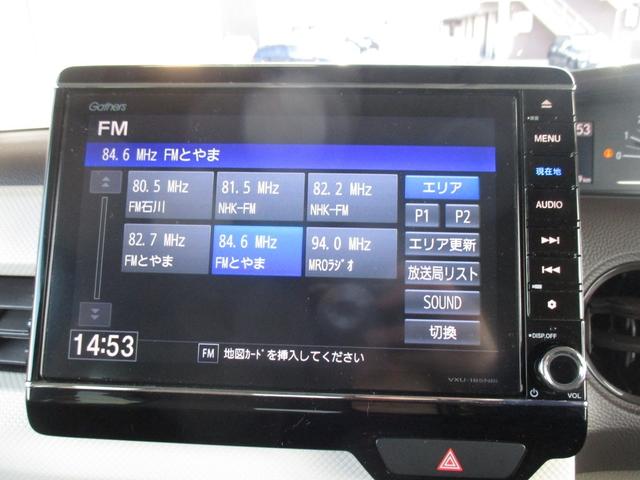 Gathers
FM
84.6 MHz FMとやま
80.5 MHz
FM石川
81.5 MHz
NHK-FM
82.2 MHz
NHK-FM
エリア
P1 P2
82.7 MHz
FMとやま
84.6 MHz
FMとやま
94.0 MHz
MROラジオ
エリア更新
放送局リスト
SOUND
切換
14:53
FM 地図カードを挿入してください
VXU-185NBi
MENU
現在地
AUDIO
DISP.OFF
VOL
53